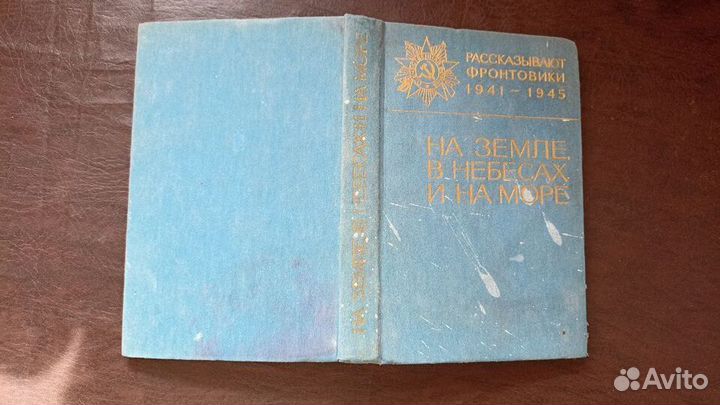 РАССКАЗЫВАЮТ
ФРОНТОВИКИ
1941 – 1945
НА ЗЕМЛЕ,
В НЕБЕСАХ
И НА МОРЕ
НА ЗЕМЛЕ, В НЕБЕСАХ И НА МОРЕ
Avito